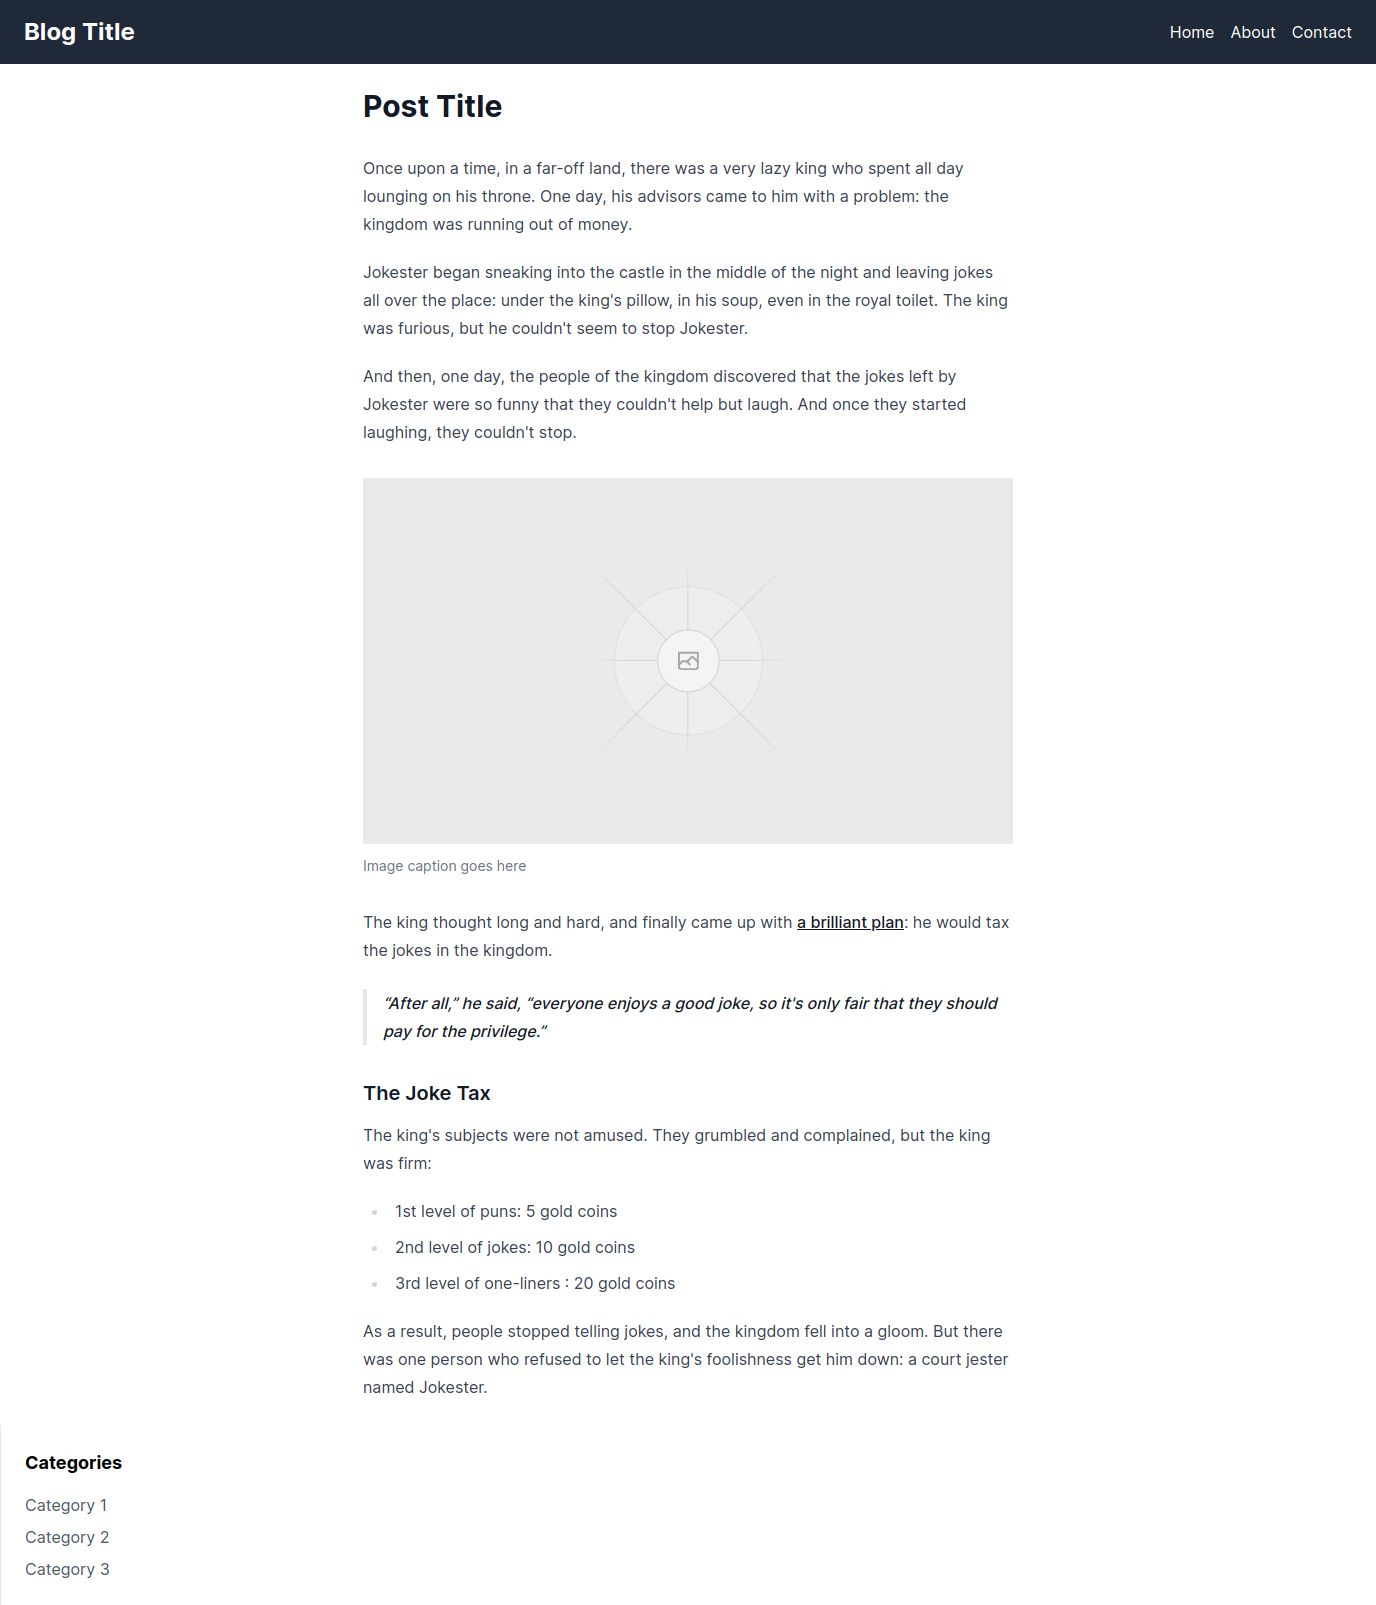 Blog Title
Home About Contact
Post Title
Once upon a time, in a far-off land, there was a very lazy king who spent all day
lounging on his throne. One day, his advisors came to him with a problem: the
kingdom was running out of money.
Jokester began sneaking into the castle in the middle of the night and leaving jokes
all over the place: under the king's pillow, in his soup, even in the royal toilet. The king
was furious, but he couldn't seem to stop Jokester.
And then, one day, the people of the kingdom discovered that the jokes left by
Jokester were so funny that they couldn't help but laugh. And once they started
laughing, they couldn't stop.
Image caption goes here
The king thought long and hard, and finally came up with a brilliant plan: he would tax
the jokes in the kingdom.
“After all,” he said, “everyone enjoys a good joke, so it's only fair that they should
pay for the privilege.”
The Joke Tax
The king's subjects were not amused. They grumbled and complained, but the king
was firm:
1st level of puns: 5 gold coins
2nd level of jokes: 10 gold coins
3rd level of one-liners : 20 gold coins
As a result, people stopped telling jokes, and the kingdom fell into a gloom. But there
was one person who refused to let the king's foolishness get him down: a court jester
named Jokester.
Categories
Category 1
Category 2
Category 3